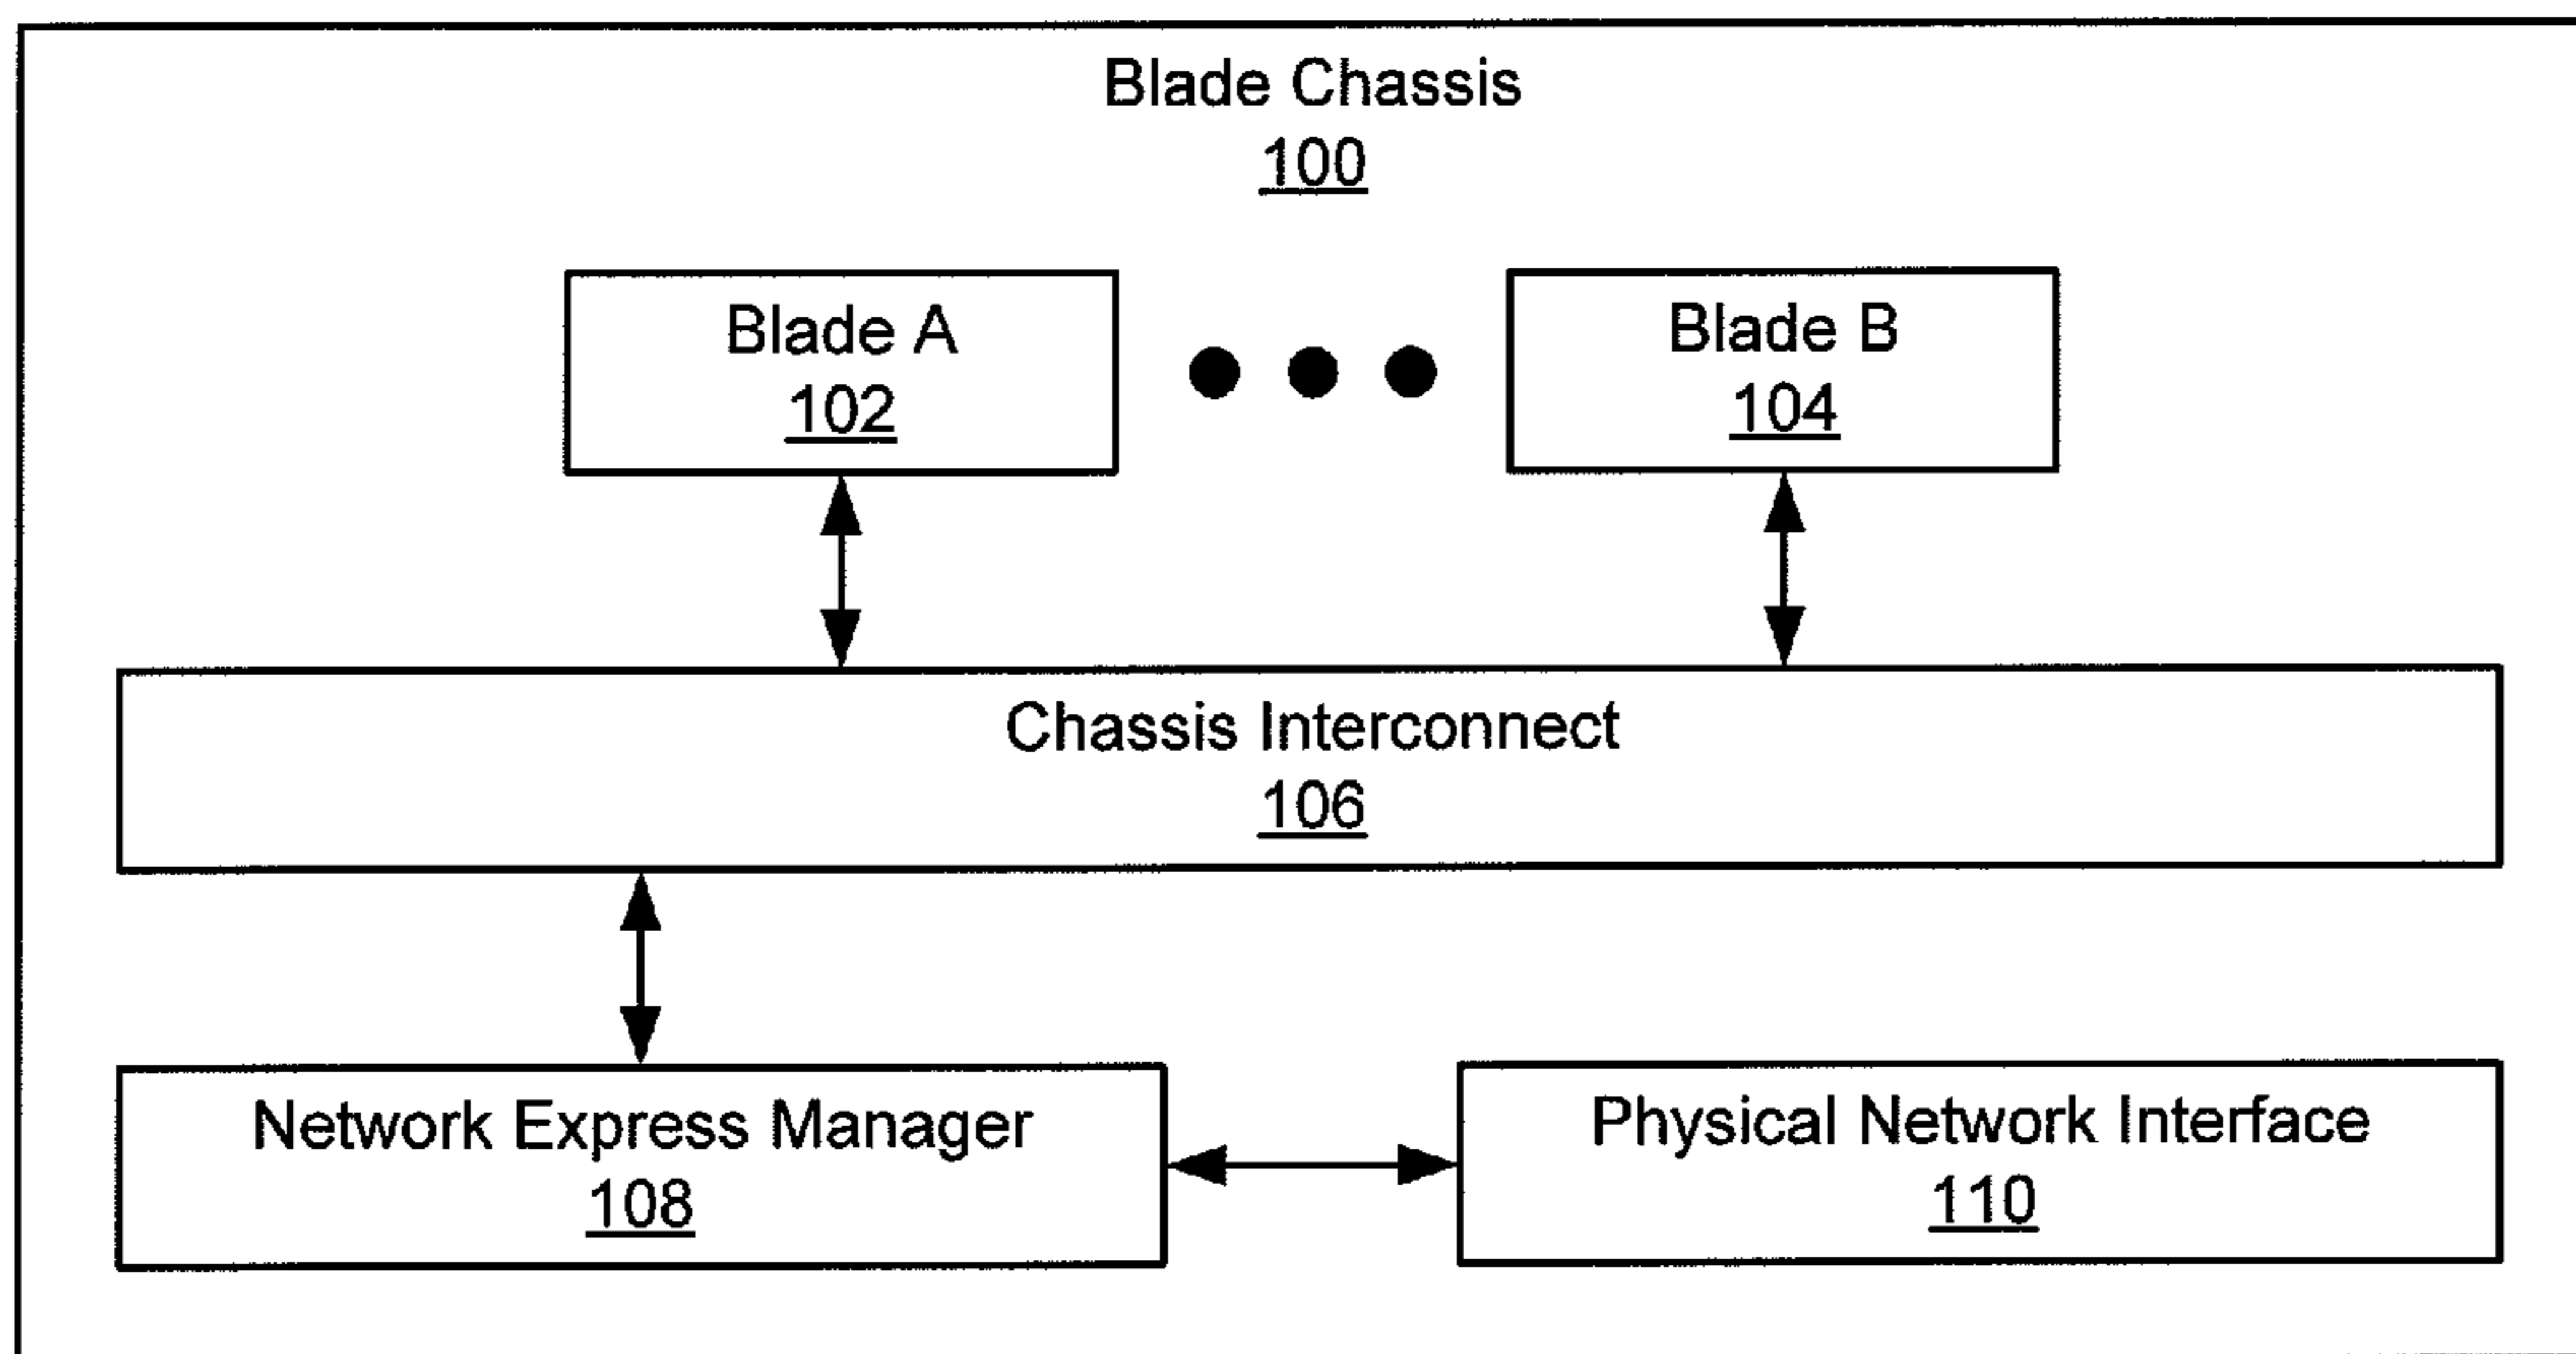 Blade Chassis
100
Blade A
102
Blade B
104
Chassis Interconnect
106
Network Express Manager
108
Physical Network Interface
110